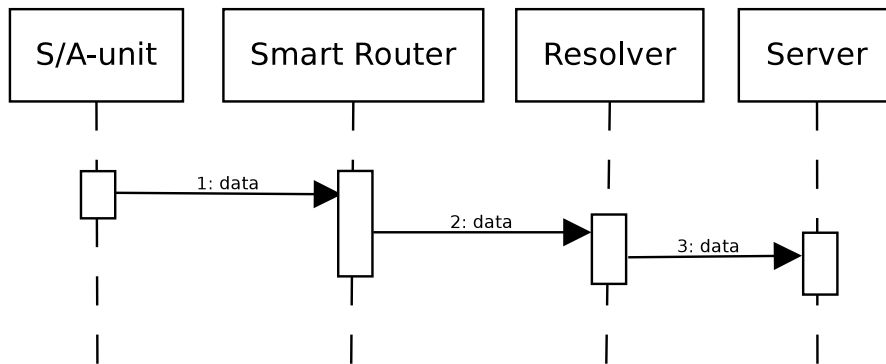 S/A-unit
Smart Router
Resolver
Server
1: data
2: data
3: data